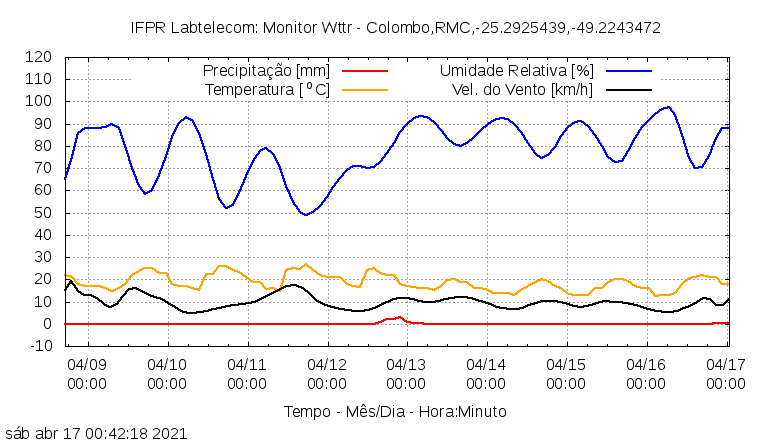 IFPR Labtelecom: Monitor Wttr - Colombo,RMC,-25.2925439,-49.2243472
Precipitação [mm]
Temperatura [⁰C]
Umidade Relativa [%]
Vel. do Vento [km/h]
120
110
100
90
80
70
60
50
40
30
20
10
0
-10
04/09 04/10 04/11 04/12 04/13 04/14 04/15 04/16 04/17
00:00 00:00 00:00 00:00 00:00 00:00 00:00 00:00 00:00
Tempo - Mês/Dia - Hora:Minuto
sáb abr 17 00:42:18 2021